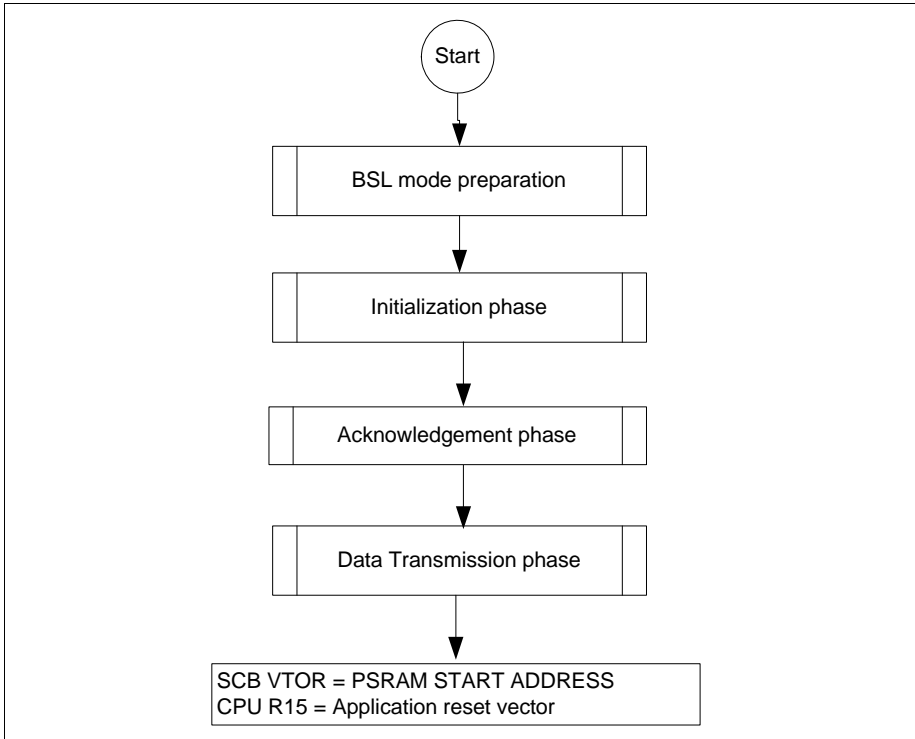 Start
BSL mode preparation
Initialization phase
Acknowledgement phase
Data Transmission phase
SCB VTOR = PSRAM START ADDRESS
CPU R15 = Application reset vector